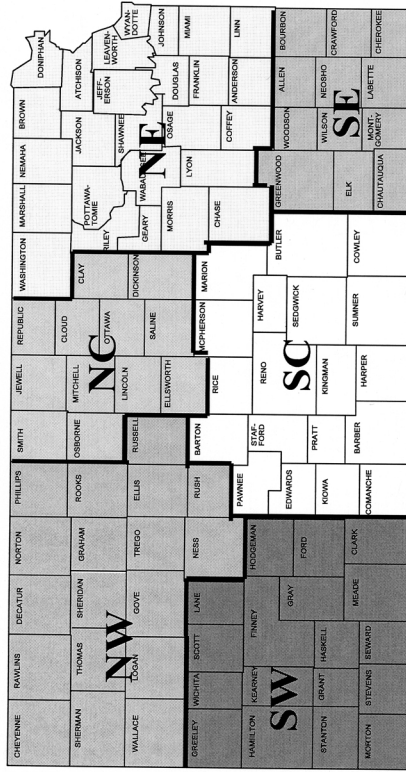 CHEYENNE
RAWLINS
DECATUR
NORTON
PHILLIPS
SMITH
JEWELL
REPUBLIC
WASHINGTON
MARSHALL
NEMAHA
BROWN
DONIPHAN
SHERMAN
THOMAS
SHERIDAN
GRAHAM
ROOKS
OSBORNE
MITCHELL
CLOUD
CLAY
RILEY
POTTAWA-
TOMIE
JACKSON
ATCHISON
JEFF-
ERSON
LEAVEN-
WORTH
WYAN-
DOTTE
NW
NC
NE
WALLACE
LOGAN
GOVE
TREGO
ELLIS
RUSSELL
LINCOLN
OTTAWA
SALINE
ELLSWORTH
DICKINSON
GEARY
WABAUNSEE
SHAWNEE
DOUGLAS
JOHNSON
MORRIS
LYON
OSAGE
FRANKLIN
MIAMI
GREELEY
WICHITA
SCOTT
LANE
NESS
RUSH
BARTON
RICE
MCPHERSON
MARION
CHASE
COFFEY
ANDERSON
LINN
HAMILTON
KEARNEY
FINNEY
HODGEMAN
PAWNEE
STAF-
FORD
RENO
HARVEY
BUTLER
GREENWOOD
WOODSON
ALLEN
BOURBON
SW
SC
SE
STANTON
GRANT
HASKELL
GRAY
FORD
EDWARDS
KIOWA
PRATT
KINGMAN
SEDGWICK
ELK
WILSON
NEOSHO
CRAWFORD
MORTON
STEVENS
SEWARD
MEADE
CLARK
COMANCHE
BARBER
HARPER
SUMNER
COWLEY
CHAUTAUQUA
MONT-
GOMERY
LABETTE
CHEROKEE